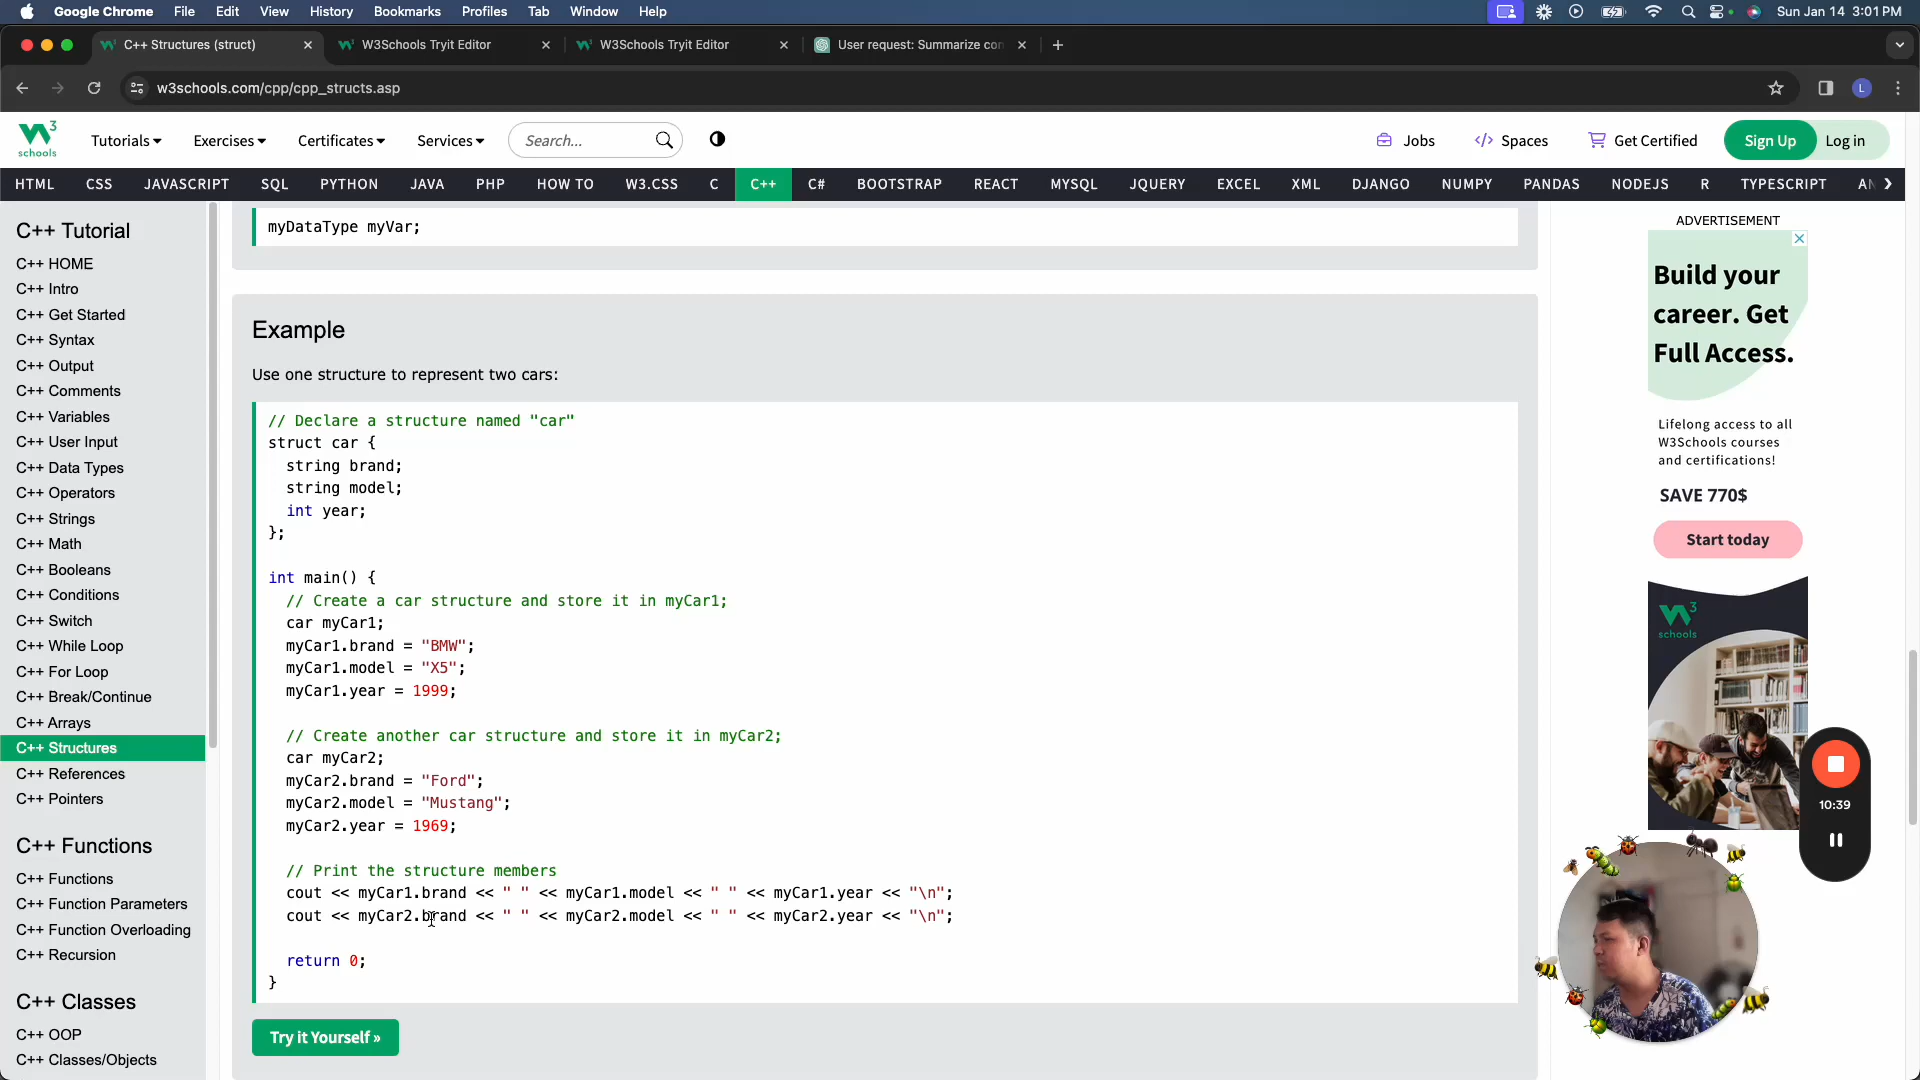 Google Chrome File Edit View History Bookmarks Profiles Tab Window Help Sun Jan 14 3:01 PM
C++ Structures (struct) W3Schools Tryit Editor W3Schools Tryit Editor User request: Summarize con
w3schools.com/cpp/cpp_structs.asp L
W3 schools Tutorials Exercises Certificates Services Search... Jobs </> Spaces Get Certified Sign Up Log in
HTML CSS JAVASCRIPT SQL PYTHON JAVA PHP HOW TO W3.CSS C C++ C# BOOTSTRAP REACT MYSQL JQUERY EXCEL XML DJANGO NUMPY PANDAS NODEJS R TYPESCRIPT AN
C++ Tutorial
C++ HOME
C++ Intro
C++ Get Started
C++ Syntax
C++ Output
C++ Comments
C++ Variables
C++ User Input
C++ Data Types
C++ Operators
C++ Strings
C++ Math
C++ Booleans
C++ Conditions
C++ Switch
C++ While Loop
C++ For Loop
C++ Break/Continue
C++ Arrays
C++ Structures
C++ References
C++ Pointers
C++ Functions
C++ Functions
C++ Function Parameters
C++ Function Overloading
C++ Recursion
C++ Classes
C++ OOP
C++ Classes/Objects
myDataType myVar;
Example
Use one structure to represent two cars:
// Declare a structure named "car"
struct car {
  string brand;
  string model;
  int year;
};
int main() {
  // Create a car structure and store it in myCar1;
  car myCar1;
  myCar1.brand = "BMW";
  myCar1.model = "X5";
  myCar1.year = 1999;
  // Create another car structure and store it in myCar2;
  car myCar2;
  myCar2.brand = "Ford";
  myCar2.model = "Mustang";
  myCar2.year = 1969;
  // Print the structure members
  cout << myCar1.brand << " " << myCar1.model << " " << myCar1.year << "\n";
  cout << myCar2.brand << " " << myCar2.model << " " << myCar2.year << "\n";
  return 0;
}
Try it Yourself »
ADVERTISEMENT
Build your
career. Get
Full Access.
Lifelong access to all
W3Schools courses
and certifications!
SAVE 770$
Start today
W3 schools
10:39